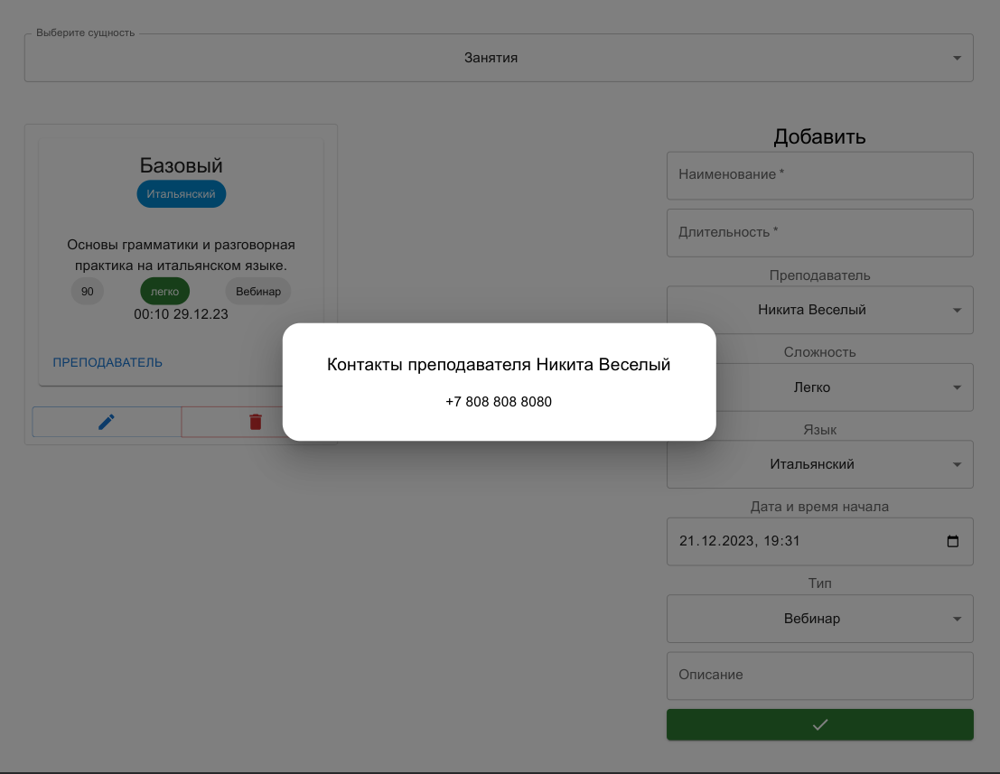 Выберите сущность
Занятия
Базовый
Итальянский
Основы грамматики и разговорная
практика на итальянском языке.
90 легко Вебинар
00:10 29.12.23
ПРЕПОДАВАТЕЛЬ
Контакты преподавателя Никита Веселый
+7 808 808 8080
Добавить
Наименование *
Длительность *
Преподаватель
Никита Веселый
Сложность
Легко
Язык
Итальянский
Дата и время начала
21.12.2023, 19:31
Тип
Вебинар
Описание